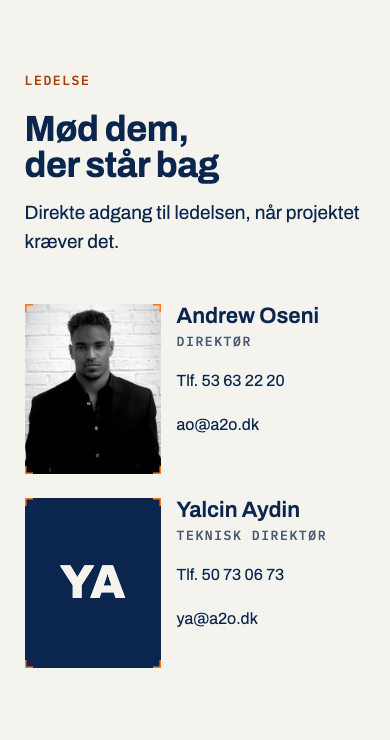 LEDELSE
Mød dem,
der står bag
Direkte adgang til ledelsen, når projektet
kræver det.
Andrew Oseni
DIREKTØR
Tlf. 53 63 22 20
ao@a2o.dk
YA
Yalcin Aydin
TEKNISK DIREKTØR
Tlf. 50 73 06 73
ya@a2o.dk